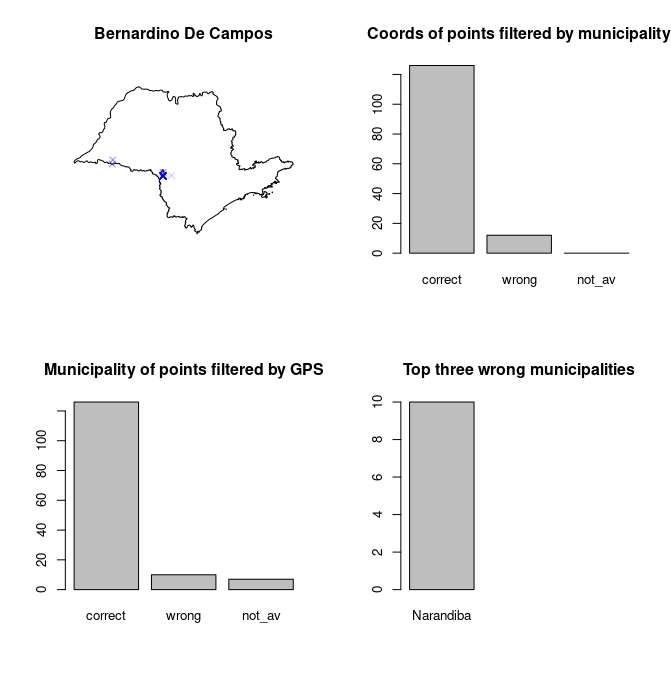 Bernardino De Campos
Coords of points filtered by municipality
0 20 40 60 80 100
correct wrong not_av
Municipality of points filtered by GPS
0 20 40 60 80 100
correct wrong not_av
Top three wrong municipalities
0 2 4 6 8 10
Narandiba